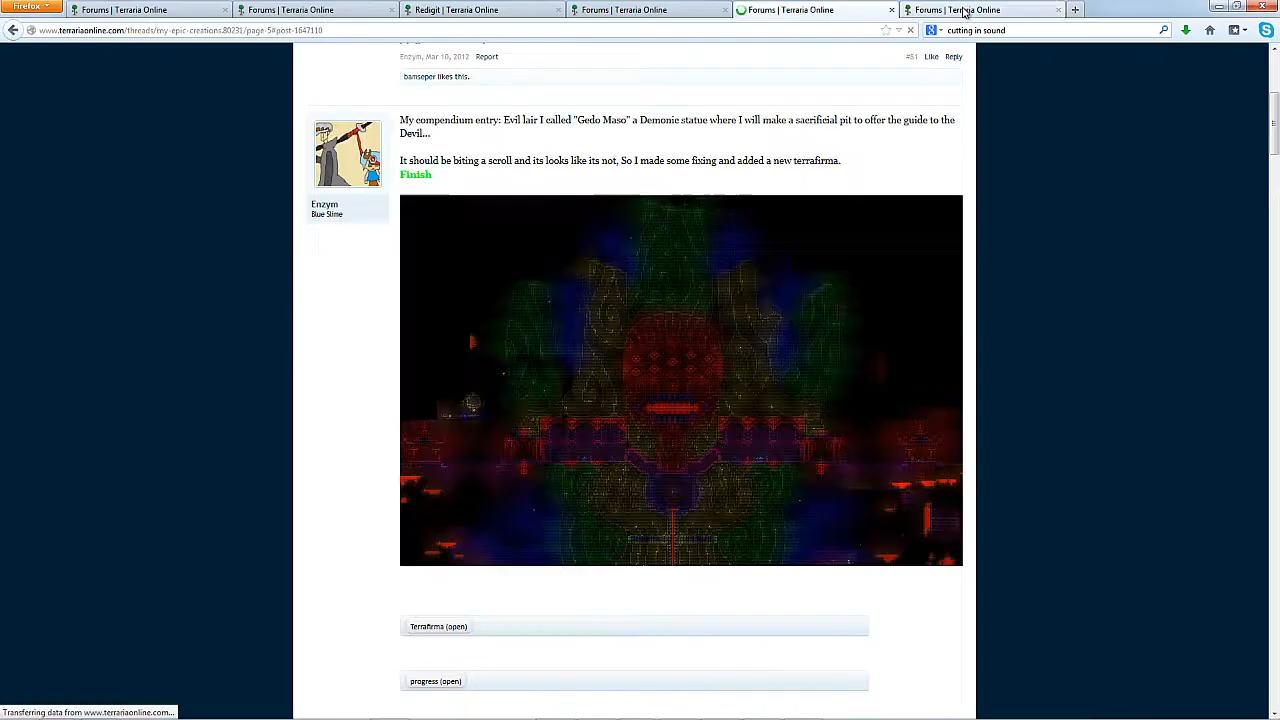 Firefox
Forums | Terraria Online
Forums | Terraria Online
Redigit | Terraria Online
Forums | Terraria Online
Forums | Terraria Online
Forums | Terraria Online
www.terrariaonline.com/threads/my-epic-creations.80231/page-5#post-1647110
cutting in sound
Enzym, Mar 10, 2012 Report
#81 Like Reply
bamseper likes this.
My compendium entry: Evil lair I called "Gedo Maso" a Demonic statue where I will make a sacrificial pit to offer the guide to the
Devil...
It should be biting a scroll and its looks like its not, So I made some fixing and added a new terrafirma.
Finish
Enzym
Blue Slime
Terrafirma (open)
progress (open)
Transferring data from www.terrariaonline.com...